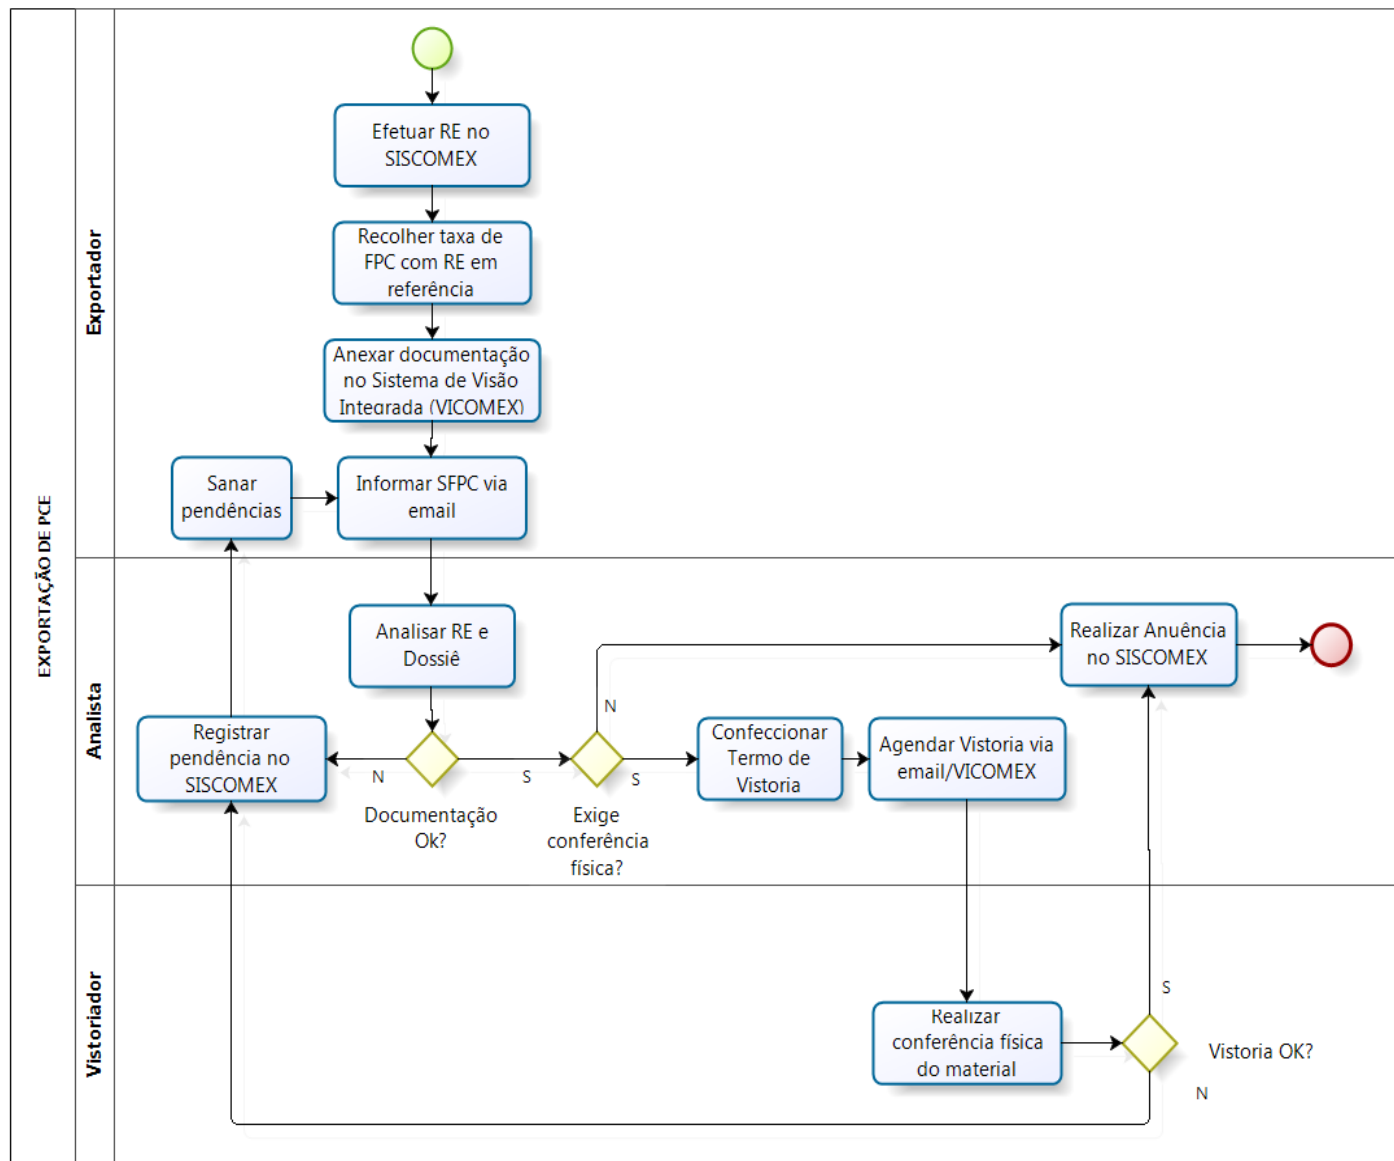 EXPORTAÇÃO DE PCE
Exportador
Efetuar RE no
SISCOMEX
Recolher taxa de
FPC com RE em
referência
Anexar documentação
no Sistema de Visão
Integrada (VICOMEX)
Sanar
pendências
Informar SFPC via
email
Analista
Analisar RE e
Dossiê
Realizar Anuência
no SISCOMEX
Registrar
pendência no
SISCOMEX
N
Documentação
Ok?
S
N
Exige
conferência
física?
S
Confeccionar
Termo de
Vistoria
Agendar Vistoria via
email/VICOMEX
Vistoriador
Realizar
conferência física
do material
S
Vistoria OK?
N